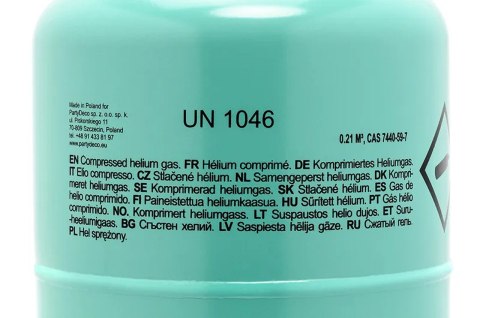 Made in Poland for
PartyDeco sp. z. o.o. sp. k.
ul. Piskorskiego 11
70-809 Szczecin, Poland
tel. +48 91 433 81 97
www.partydeco.eu
UN 1046
0.21 M³, CAS 7440-59-7
EN Compressed helium gas. FR Hélium comprimé. DE Komprimiertes Heliumgas.
IT Elio compresso. CZ Stlačené hélium. NL Samengeperst heliumgas. DK Kompri-
meret heliumgas. SE Komprimerad heliumgas. SK Stlačené hélium. ES Gas de
helio comprimido. FI Paineistettua heliumkaasua. HU Sűrített hélium. PT Gás hélio
comprimido. NO. Komprimert heliumgass. LT Suspaustos helio dujos. ET Suru-
-heeliumigaas. BG Сгъстен хелий. LV Saspiesta hēlija gāze. RU Сжатый гель.
PL Hel sprężony.